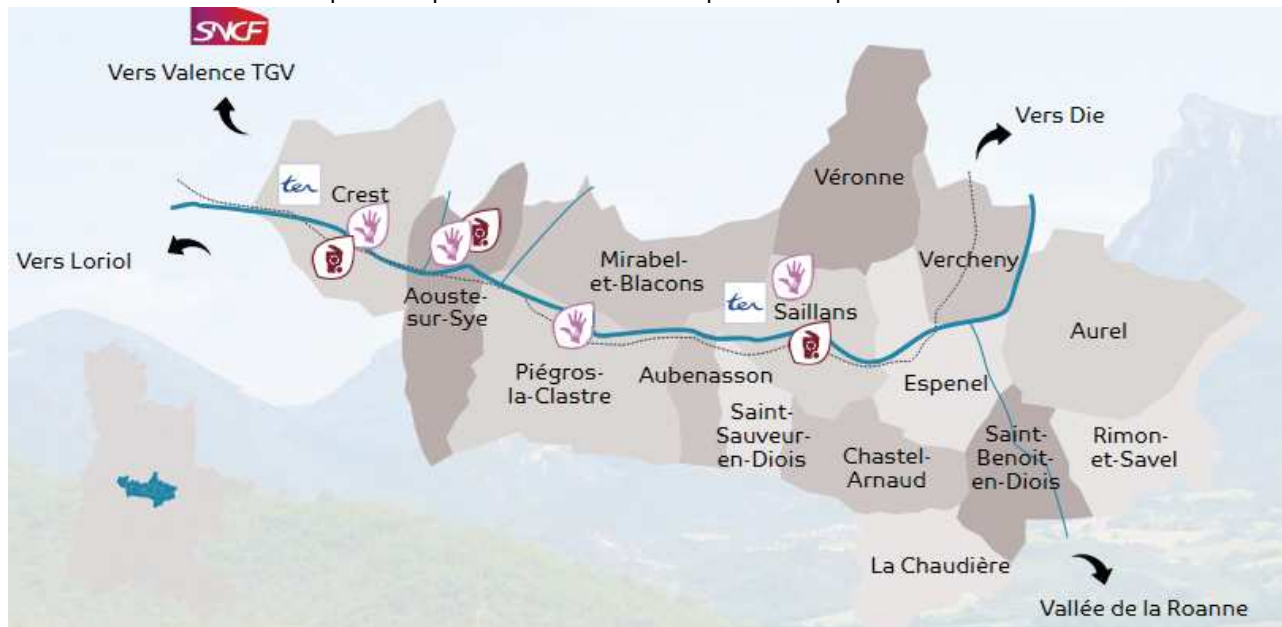 SNCF
Vers Valence TGV
Vers Die
Véronne
ter
Crest
Vers Loriol
Mirabel-
et-Blacons
Vercheny
Aouste-
sur-Sye
ter
Saillans
Aurel
Piégros-
la-Clastre
Aubenasson
Espenel
Saint-
Sauveur-
en-Diois
Chastel-
Arnaud
Saint-
Benoit-
en-Diois
Rimon-
et-Savel
La Chaudière
Vallée de la Roanne